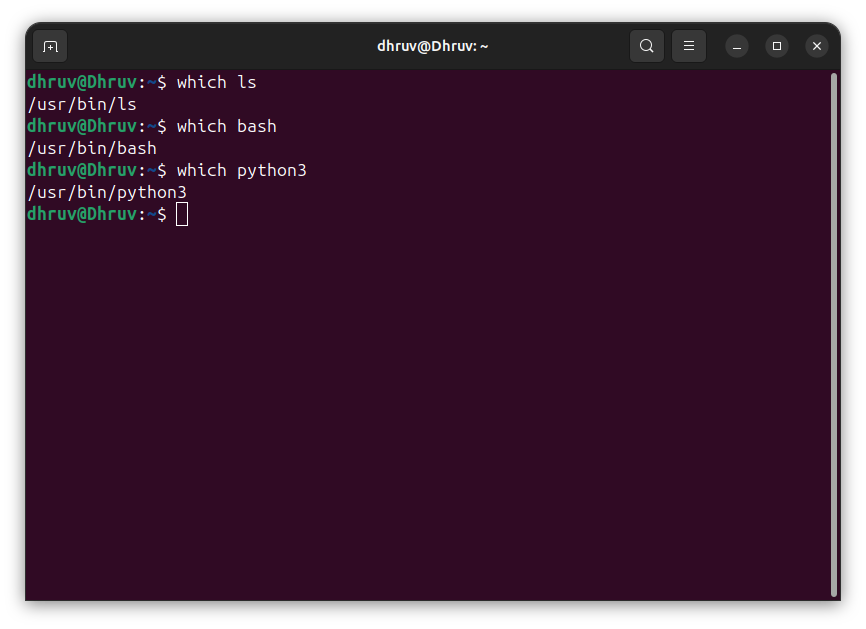 dhruv@Dhruv: ~
dhruv@Dhruv:~$ which ls
/usr/bin/ls
dhruv@Dhruv:~$ which bash
/usr/bin/bash
dhruv@Dhruv:~$ which python3
/usr/bin/python3
dhruv@Dhruv:~$